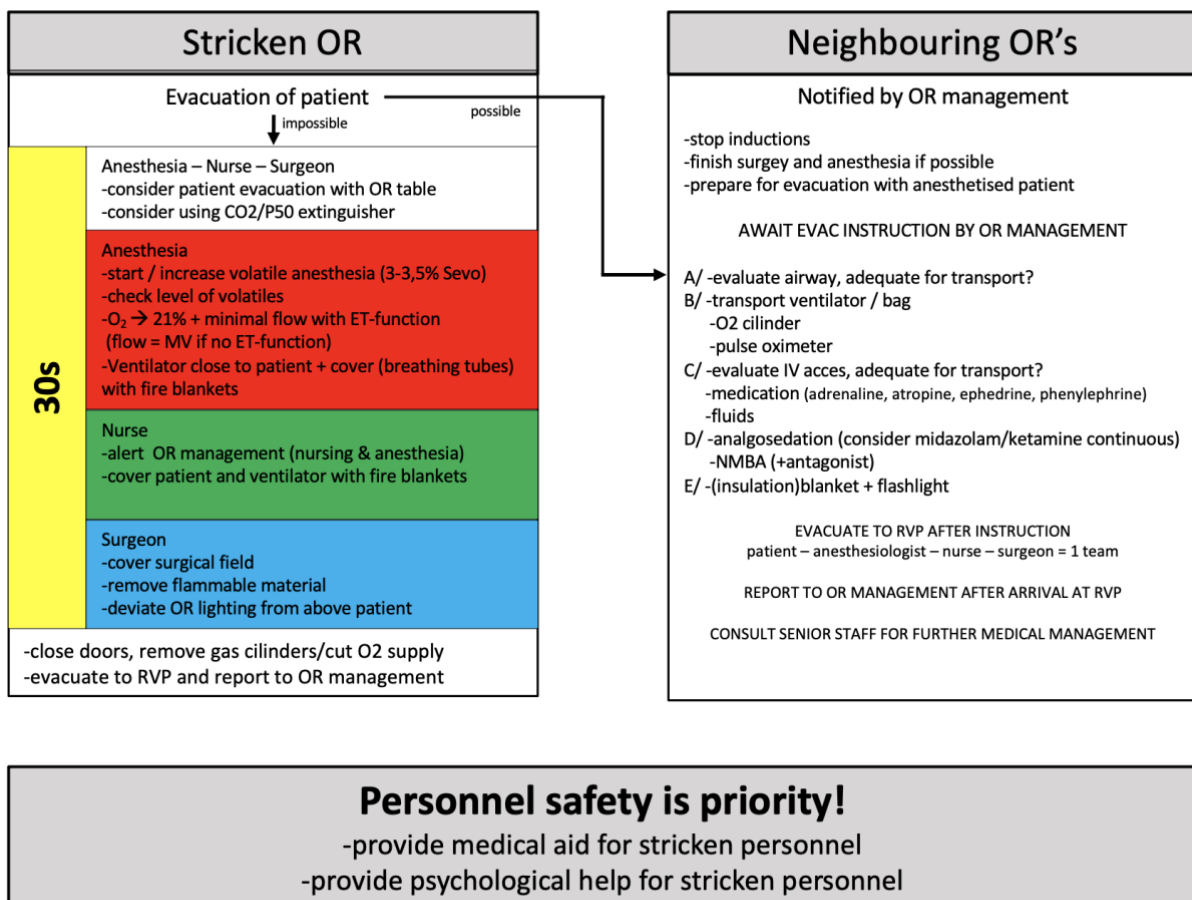 Stricken OR
Evacuation of patient
possible
impossible
30s
Anesthesia – Nurse – Surgeon
-consider patient evacuation with OR table
-consider using CO2/P50 extinguisher
Anesthesia
-start / increase volatile anesthesia (3-3,5% Sevo)
-check level of volatiles
-O₂ → 21% + minimal flow with ET-function
(flow = MV if no ET-function)
-Ventilator close to patient + cover (breathing tubes)
with fire blankets
Nurse
-alert OR management (nursing & anesthesia)
-cover patient and ventilator with fire blankets
Surgeon
-cover surgical field
-remove flammable material
-deviate OR lighting from above patient
-close doors, remove gas cilinders/cut O2 supply
-evacuate to RVP and report to OR management
Neighbouring OR's
Notified by OR management
-stop inductions
-finish surgey and anesthesia if possible
-prepare for evacuation with anesthetised patient
AWAIT EVAC INSTRUCTION BY OR MANAGEMENT
A/ -evaluate airway, adequate for transport?
B/ -transport ventilator / bag
-O2 cilinder
-pulse oximeter
C/ -evaluate IV acces, adequate for transport?
-medication (adrenaline, atropine, ephedrine, phenylephrine)
-fluids
D/ -analgosedation (consider midazolam/ketamine continuous)
-NMBA (+antagonist)
E/ -(insulation)blanket + flashlight
EVACUATE TO RVP AFTER INSTRUCTION
patient – anesthesiologist – nurse – surgeon = 1 team
REPORT TO OR MANAGEMENT AFTER ARRIVAL AT RVP
CONSULT SENIOR STAFF FOR FURTHER MEDICAL MANAGEMENT
Personnel safety is priority!
-provide medical aid for stricken personnel
-provide psychological help for stricken personnel